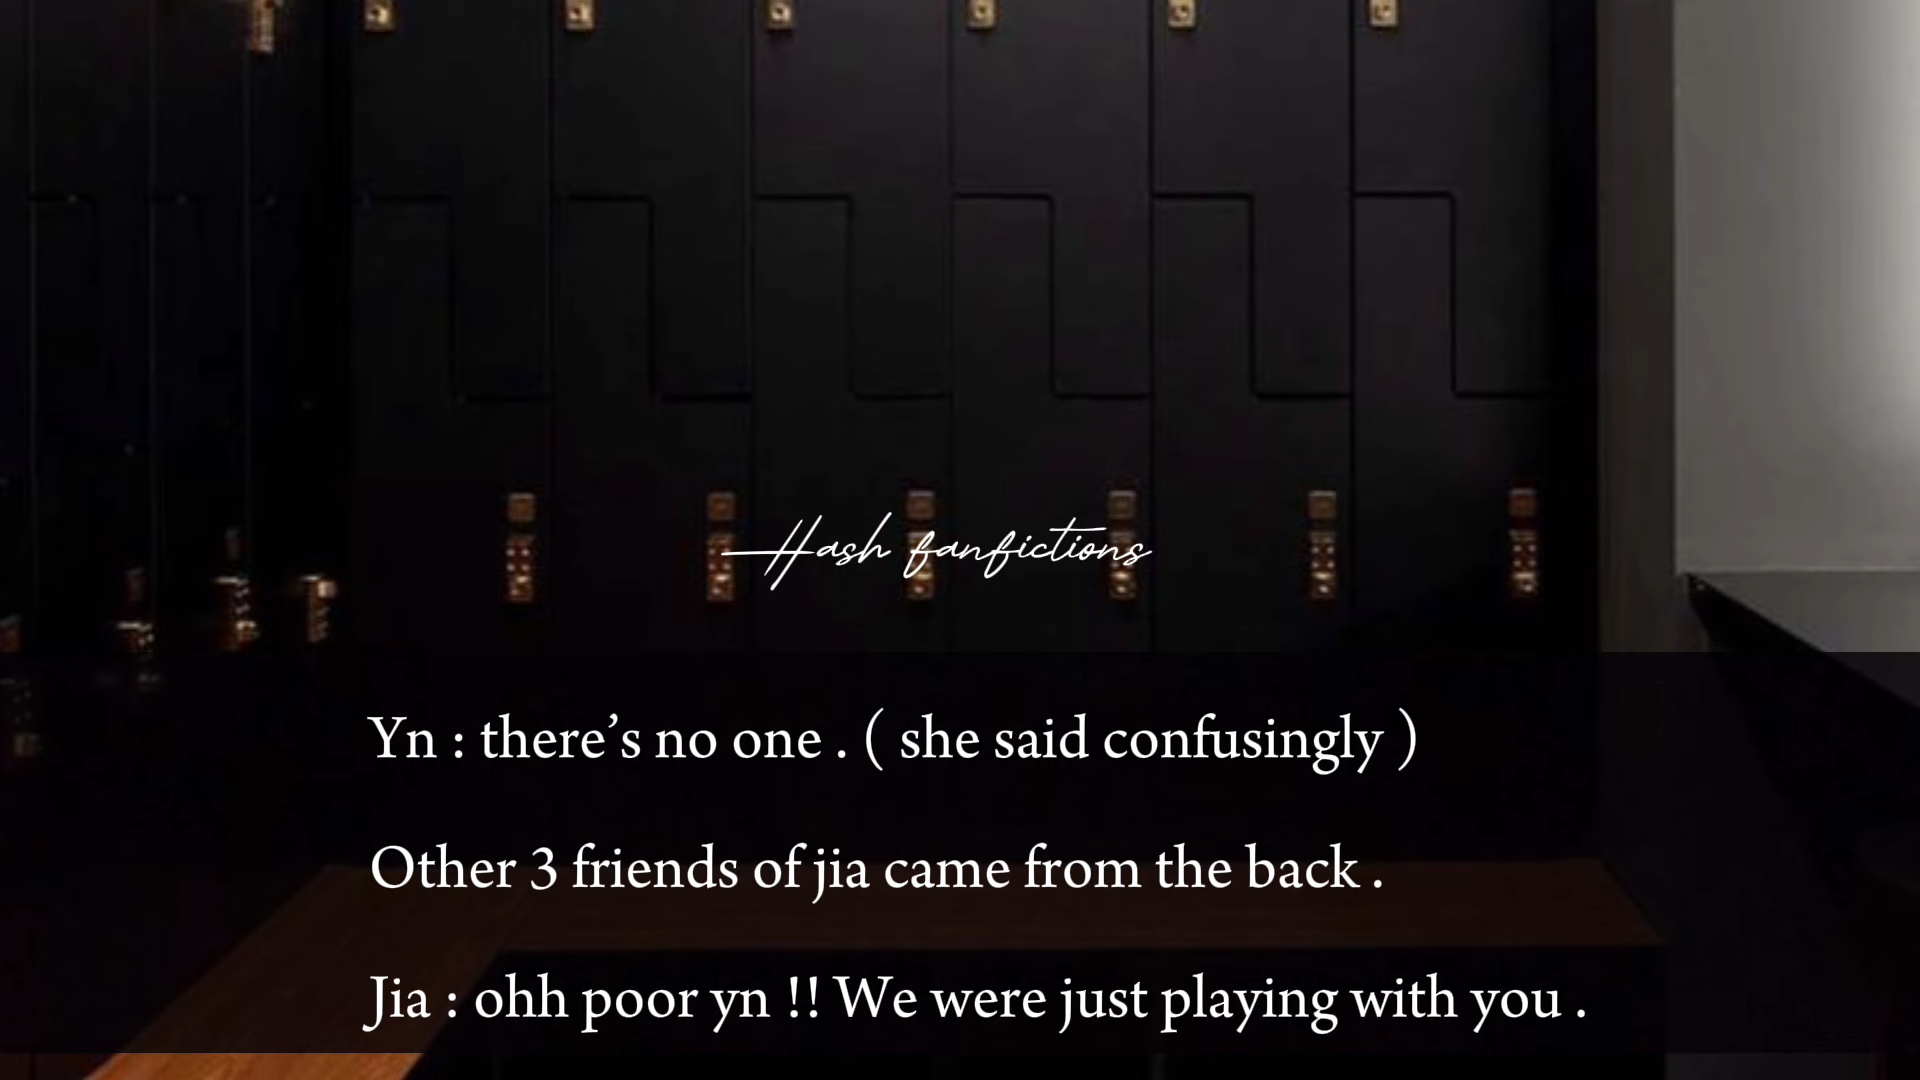 Hash fanfictions
Yn : there’s no one . ( she said confusingly )
Other 3 friends of jia came from the back .
Jia : ohh poor yn !! We were just playing with you .